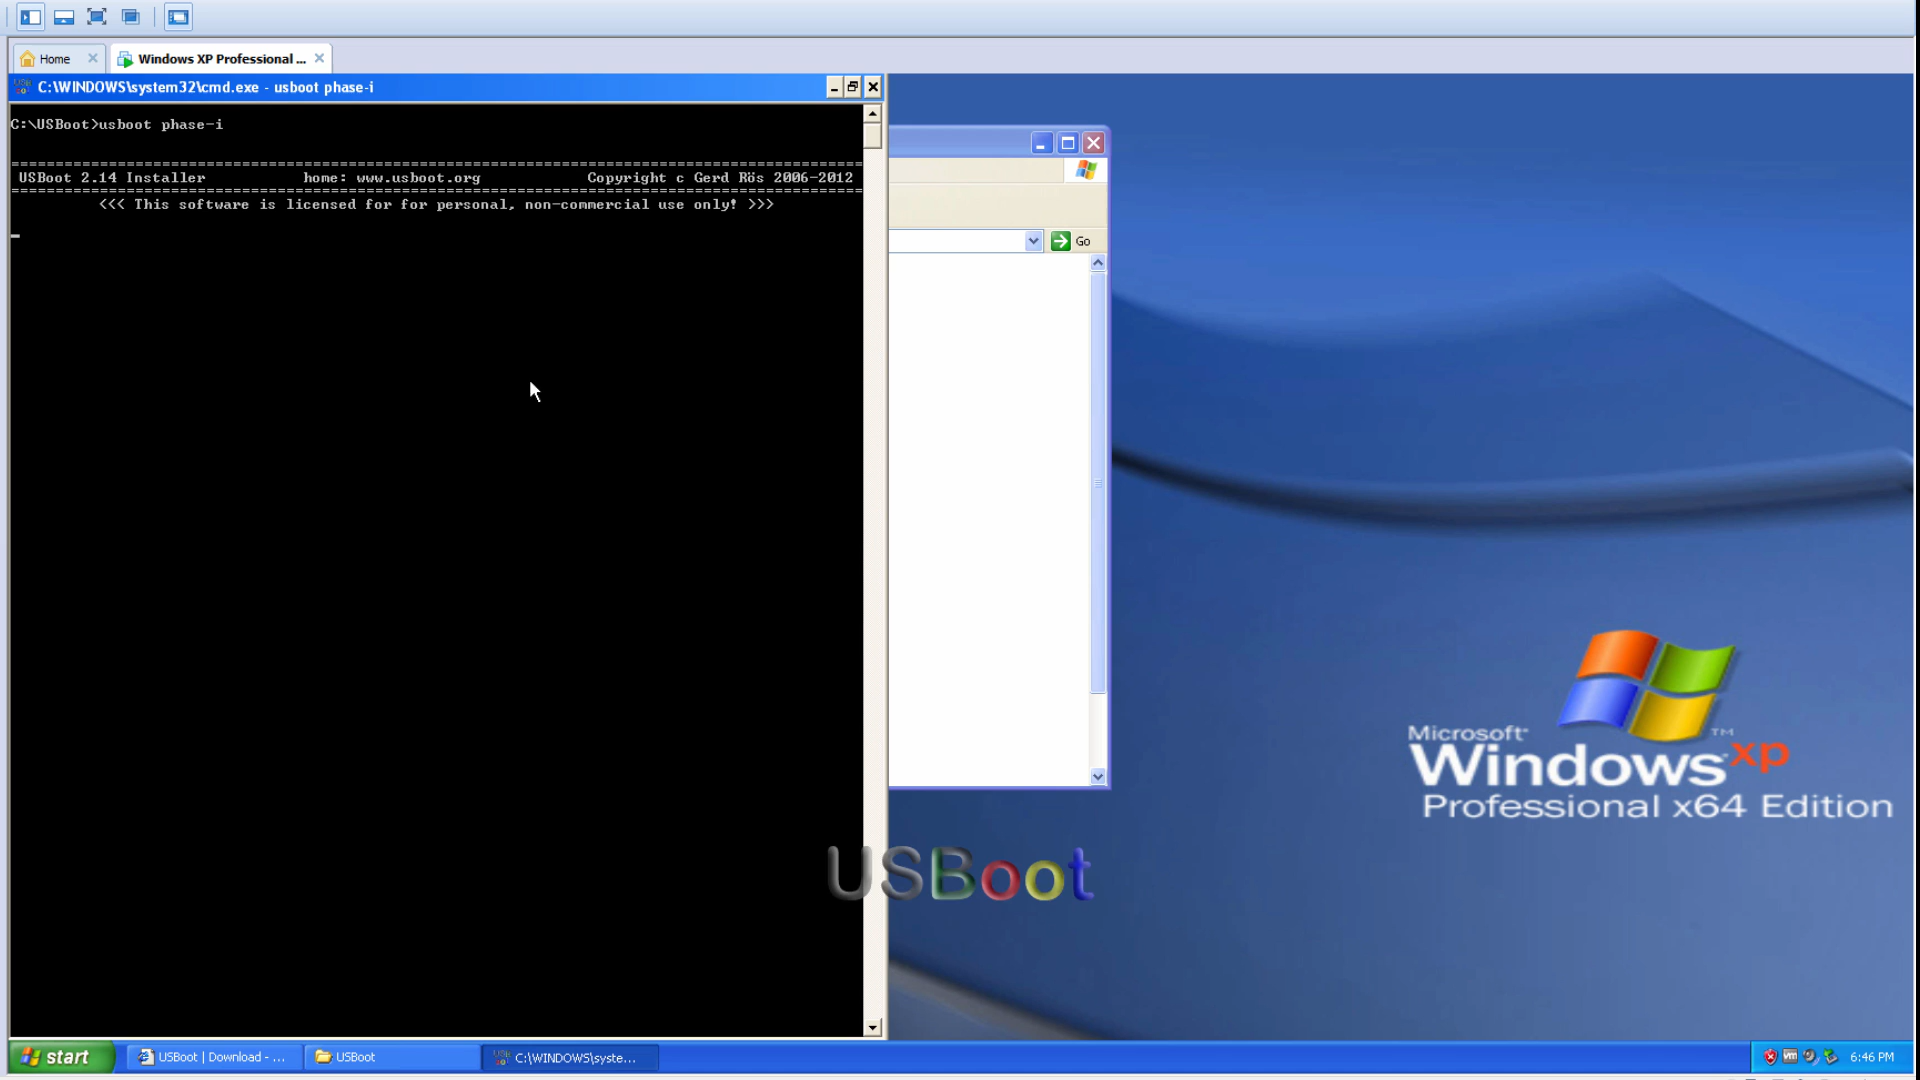 Home
Windows XP Professional ...
C:\WINDOWS\system32\cmd.exe - usboot phase-i
C:\USBoot>usboot phase-i
USBoot 2.14 Installer home: www.usboot.org Copyright c Gerd Rös 2006-2012
<<< This software is licensed for for personal, non-commercial use only! >>>
Go
Microsoft
Windows xp TM
Professional x64 Edition
USBoot
start
USBoot | Download - ...
USBoot
C:\WINDOWS\syste...
6:46 PM